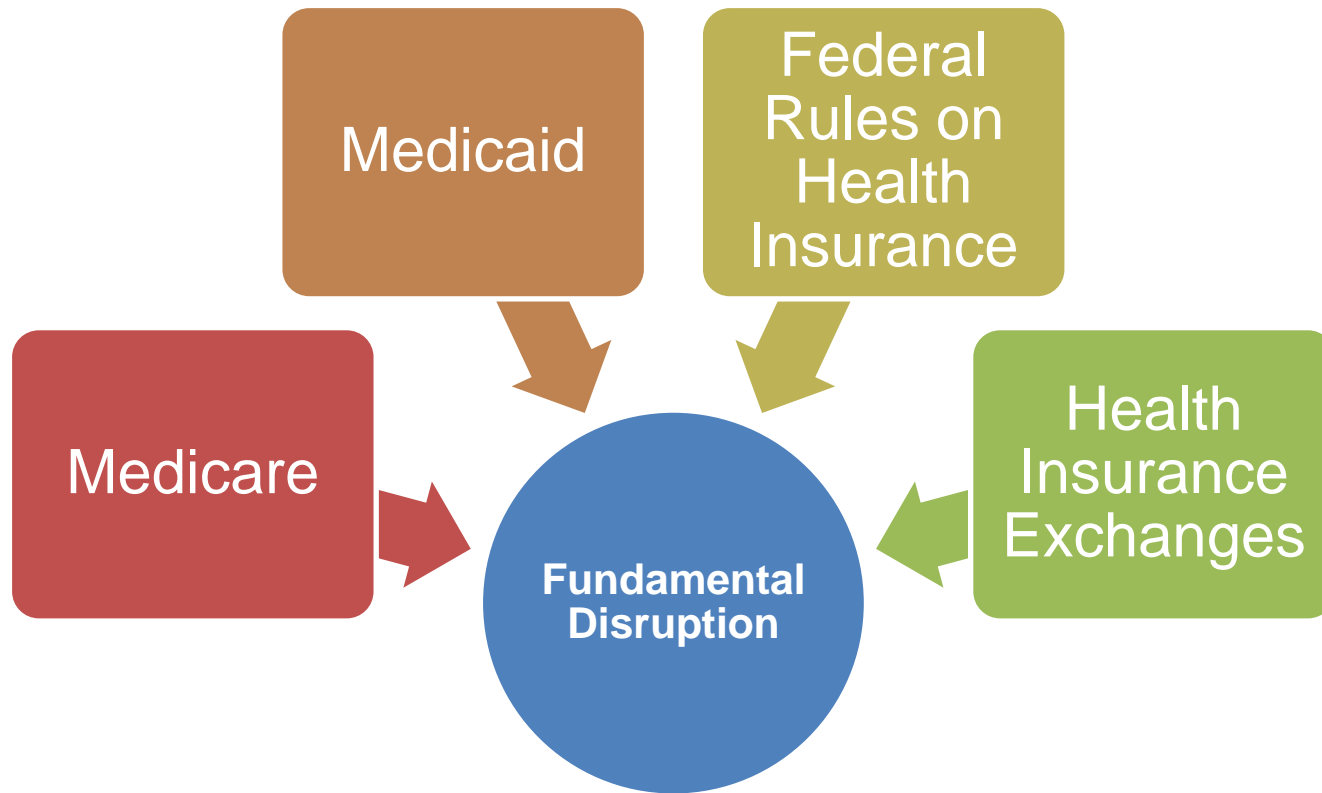 Medicaid
Federal
Rules on
Health
Insurance
Medicare
Health
Insurance
Exchanges
Fundamental
Disruption